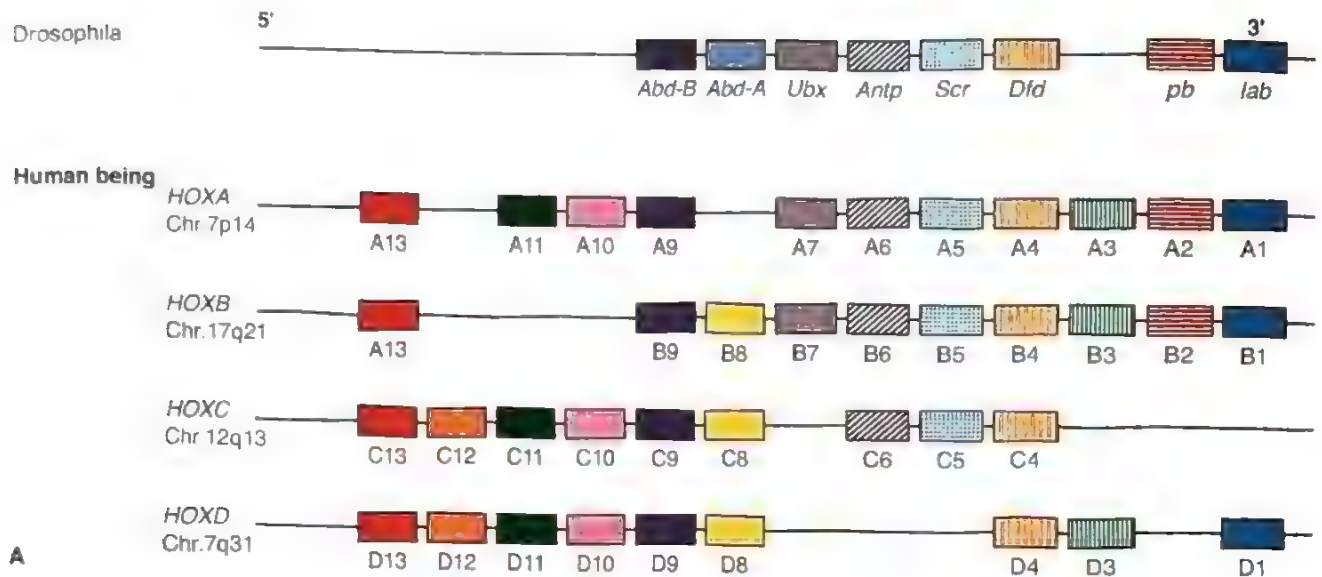 5' 3'
Drosophila
Abd-B Abd-A Ubx Antp Scr Dfd pb lab
Human being
HOXA
Chr 7p14
A13 A11 A10 A9 A7 A6 A5 A4 A3 A2 A1
HOXB
Chr.17q21
A13 B9 B8 B7 B6 B5 B4 B3 B2 B1
HOXC
Chr 12q13
C13 C12 C11 C10 C9 C8 C6 C5 C4
HOXD
Chr.7q31
D13 D12 D11 D10 D9 D8 D4 D3 D1
A